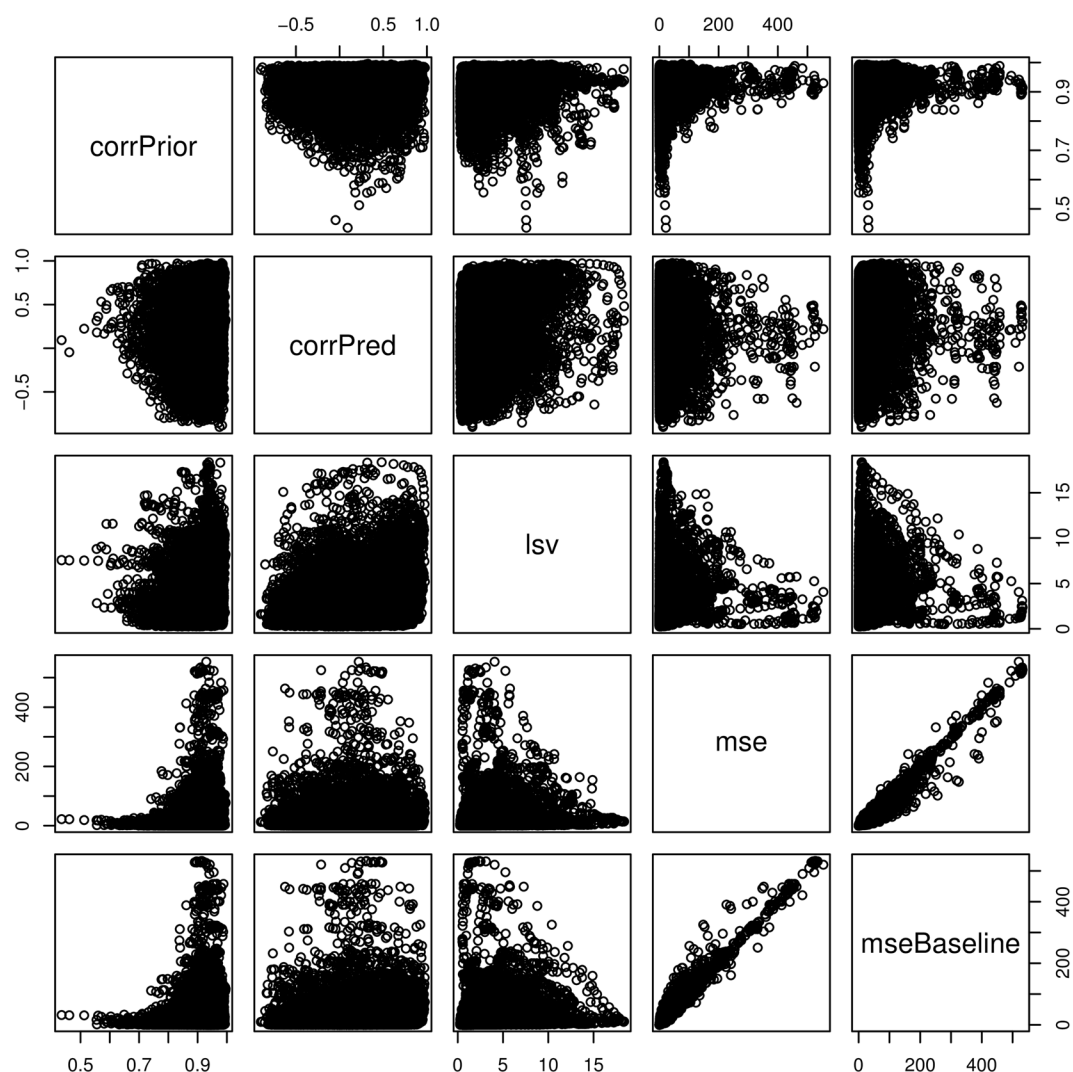 −0.5 0.5 1.0 0 200 400
corrPrior 0.5 0.7 0.9
−0.5 0.5 1.0 corrPred
lsv 0 5 10 15
0 200 400 mse
mseBaseline 0 200 400
0.5 0.7 0.9 0 5 10 15 0 200 400